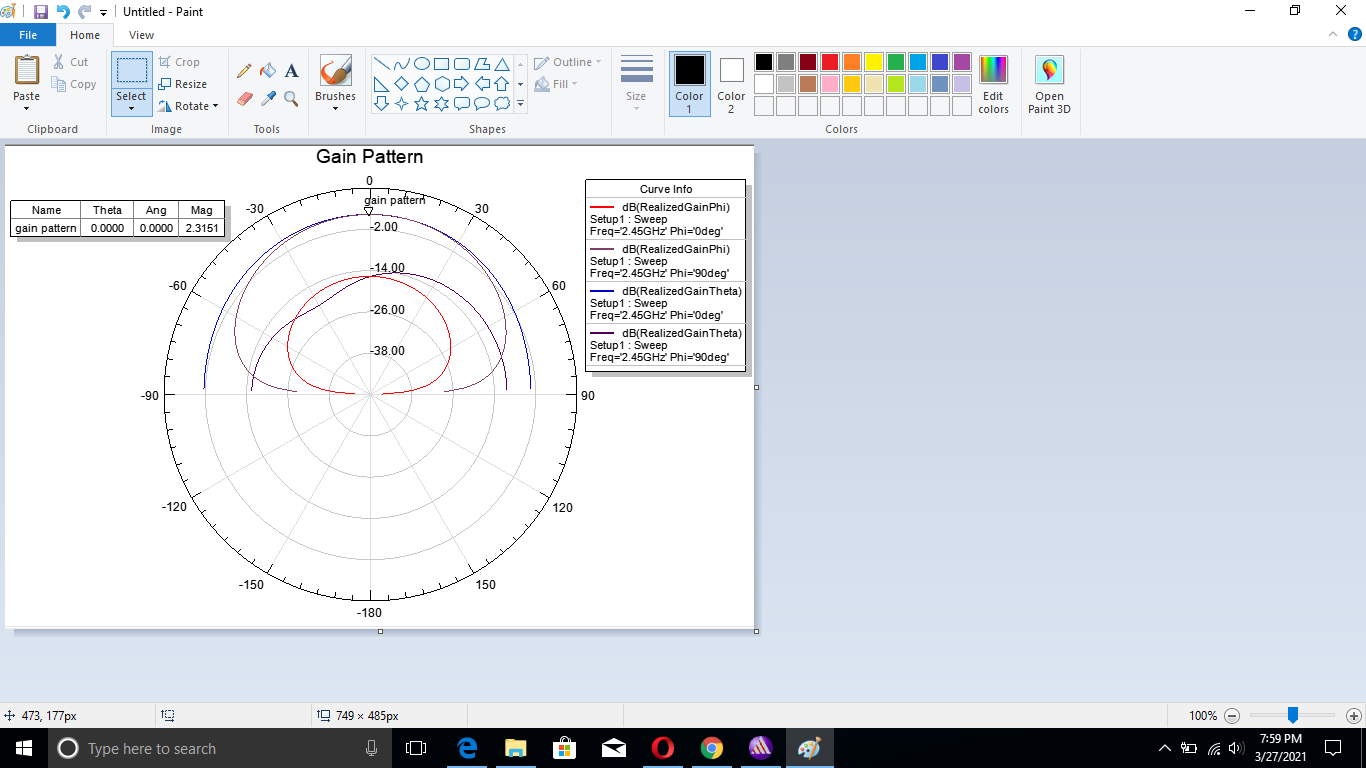 Untitled - Paint
File Home View
Paste
Cut
Copy
Clipboard
Select
Crop
Resize
Rotate
Image
A
Tools
Brushes
Outline
Fill
Shapes
Size
Color 1
Color 2
Edit colors
Colors
Open Paint 3D
Gain Pattern
Name Theta Ang Mag
gain pattern 0.0000 0.0000 2.3151
0
gain pattern
-30
30
-2.00
-14.00
-60
60
-26.00
-38.00
-90
90
-120
120
-150
150
-180
Curve Info
dB(RealizedGainPhi)
Setup1 : Sweep
Freq='2.45GHz' Phi='0deg'
dB(RealizedGainPhi)
Setup1 : Sweep
Freq='2.45GHz' Phi='90deg'
dB(RealizedGainTheta)
Setup1 : Sweep
Freq='2.45GHz' Phi='0deg'
dB(RealizedGainTheta)
Setup1 : Sweep
Freq='2.45GHz' Phi='90deg'
473, 177px
749 × 485px
100%
Type here to search
7:59 PM
3/27/2021